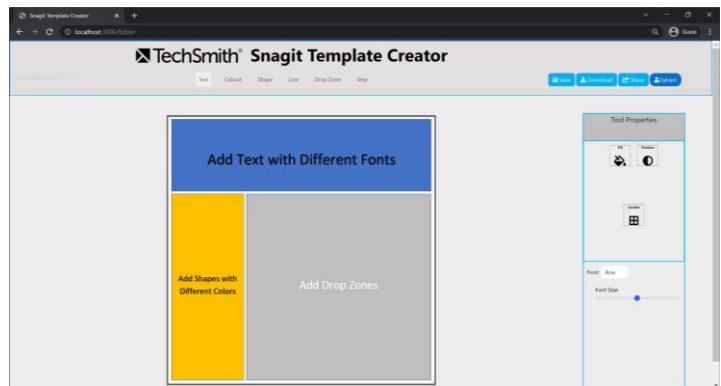 Snagit Template Creator
localhost:3000/Editor
Guest
TechSmith® Snagit Template Creator
Text Callout Shape Line Drop Zone Step
Save Download Share
Tool Properties
Fill Shadow
Add Text with Different Fonts
Outline
Add Shapes with
Different Colors
Add Drop Zones
Font: Arial
Font Size